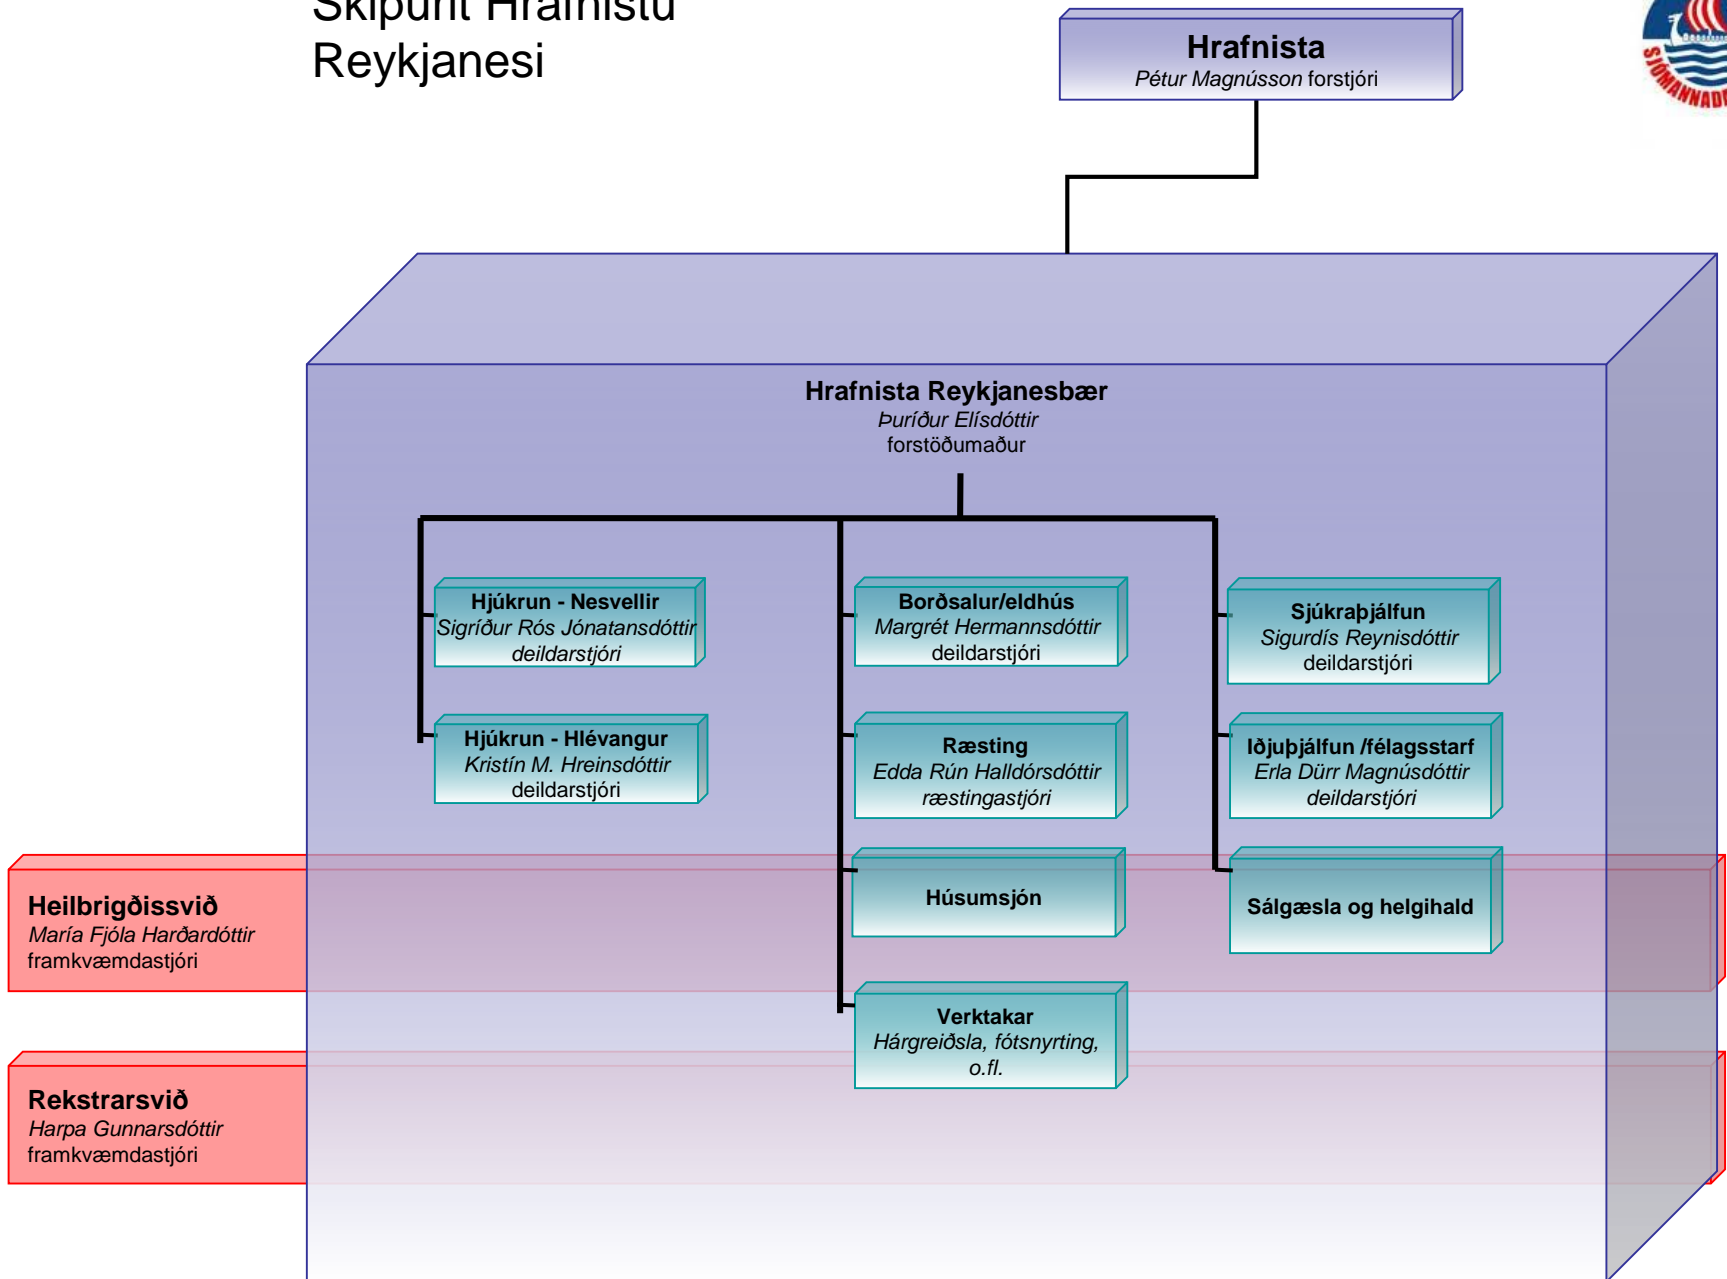 Skipurit Hrafnistu
Reykjanesi
Hrafnista
Pétur Magnússon forstjóri
Hrafnista Reykjanesbær
Þuríður Elísdóttir
forstöðumaður
Hjúkrun - Nesvellir
Sigríður Rós Jónatansdóttir
deildarstjóri
Hjúkrun - Hlévangur
Kristín M. Hreinsdóttir
deildarstjóri
Borðsalur/eldhús
Margrét Hermannsdóttir
deildarstjóri
Ræsting
Edda Rún Halldórsdóttir
ræstingastjóri
Húsumsjón
Verktakar
Hárgreiðsla, fótsnyrting,
o.fl.
Sjúkraþjálfun
Sigurdís Reynisdóttir
deildarstjóri
Iðjuþjálfun /félagsstarf
Erla Dürr Magnúsdóttir
deildarstjóri
Sálgæsla og helgihald
Heilbrigðissvið
María Fjóla Harðardóttir
framkvæmdastjóri
Rekstrarsvið
Harpa Gunnarsdóttir
framkvæmdastjóri